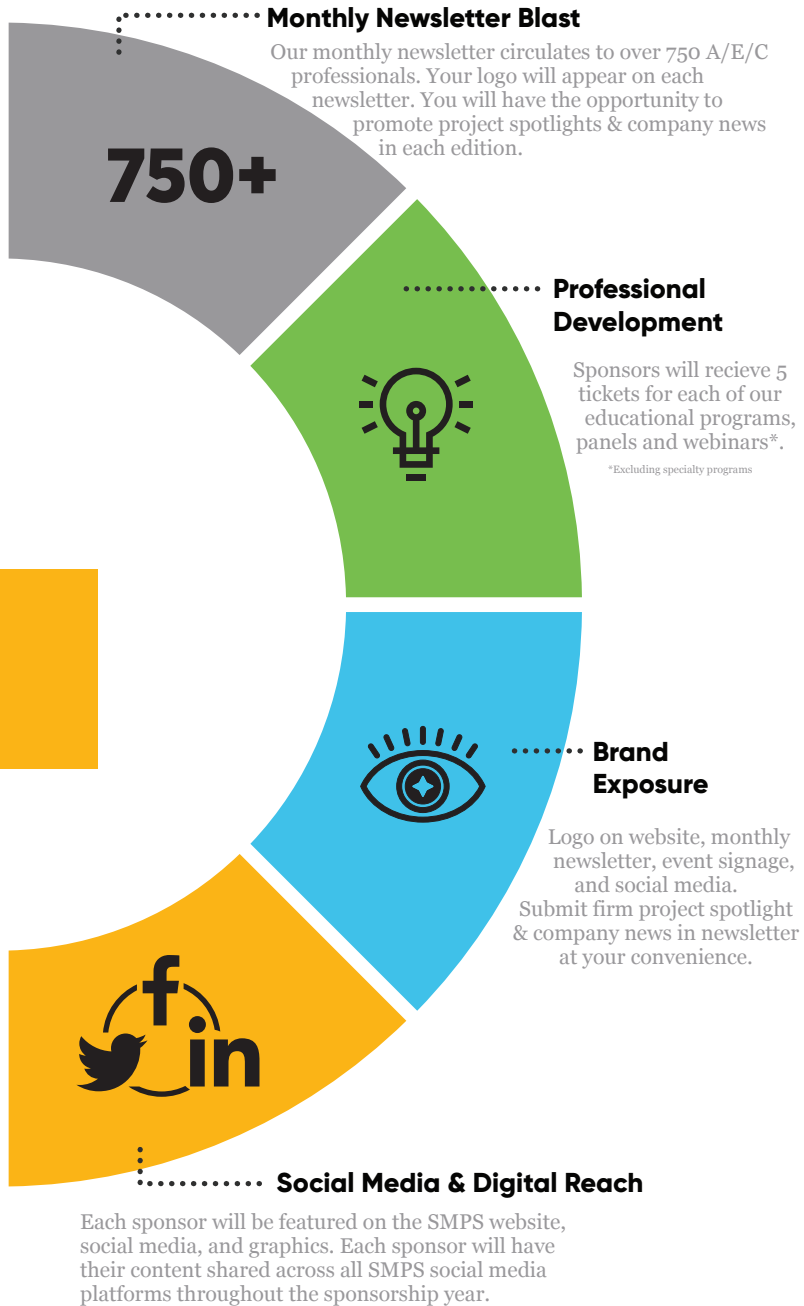 Monthly Newsletter Blast
Our monthly newsletter circulates to over 750 A/E/C
professionals. Your logo will appear on each
newsletter. You will have the opportunity to
promote project spotlights & company news
in each edition.
750+
Professional
Development
Sponsors will recieve 5
tickets for each of our
educational programs,
panels and webinars*.
*Excluding specialty programs
Brand
Exposure
Logo on website, monthly
newsletter, event signage,
and social media.
Submit firm project spotlight
& company news in newsletter
at your convenience.
f
in
Social Media & Digital Reach
Each sponsor will be featured on the SMPS website,
social media, and graphics. Each sponsor will have
their content shared across all SMPS social media
platforms throughout the sponsorship year.